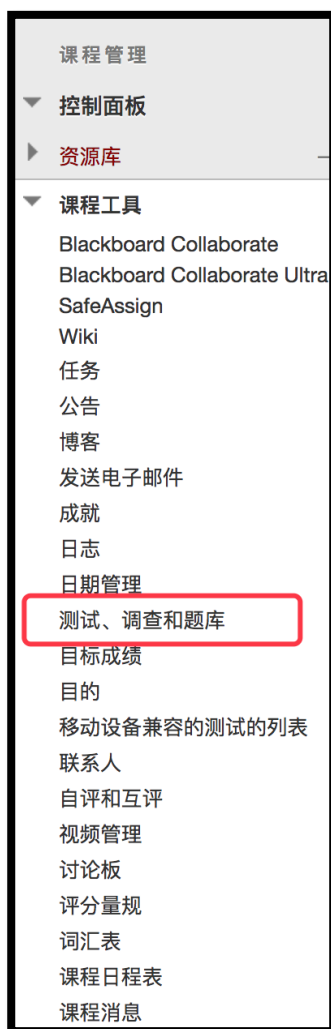 课程管理
控制面板
资源库
课程工具
Blackboard Collaborate
Blackboard Collaborate Ultra
SafeAssign
Wiki
任务
公告
博客
发送电子邮件
成就
日志
日期管理
测试、调查和题库
目标成绩
目的
移动设备兼容的测试的列表
联系人
自评和互评
视频管理
讨论板
评分量规
词汇表
课程日程表
课程消息